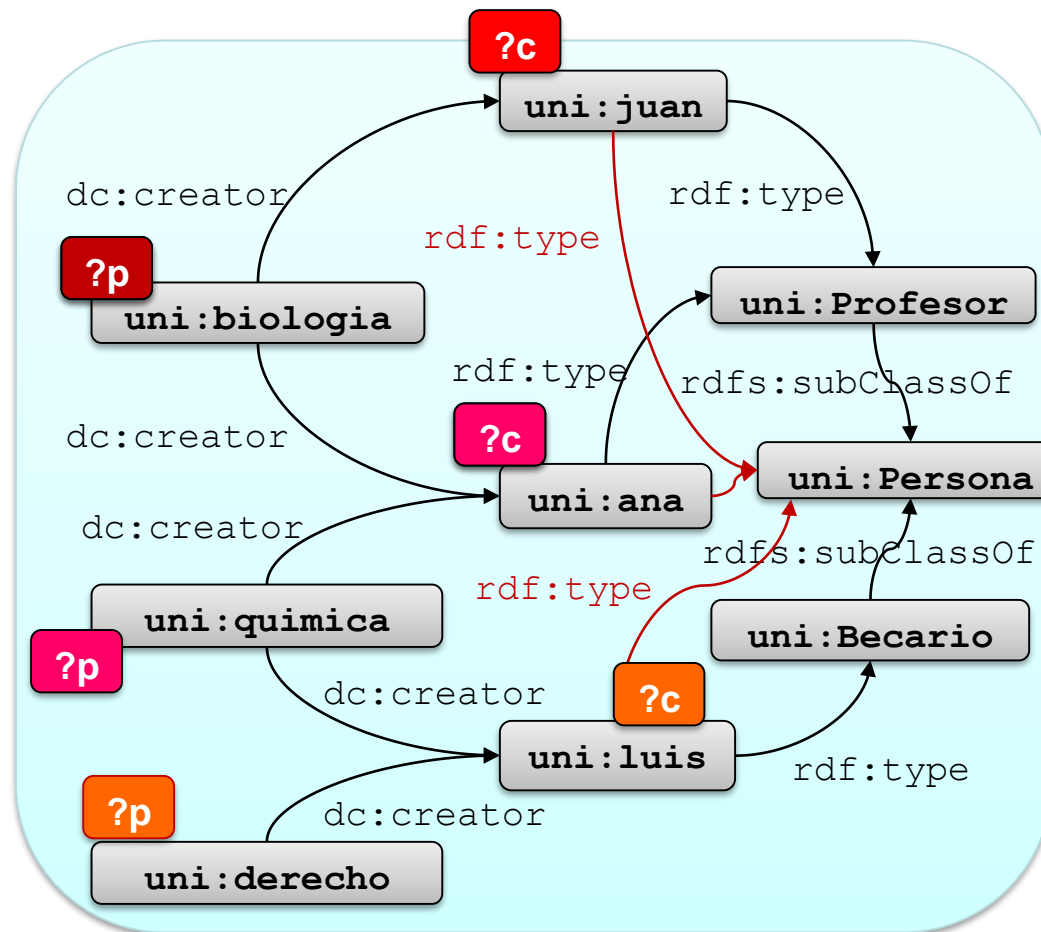 ?c
uni:juan
dc:creator
rdf:type
rdf:type
?p
uni:biologia
uni:Profesor
rdf:type
rdfs:subClassOf
dc:creator
?c
uni:ana
uni:Persona
dc:creator
rdfs:subClassOf
rdf:type
uni:quimica
uni:Becario
?p
dc:creator
?c
uni:luis
rdf:type
?p
dc:creator
uni:derecho